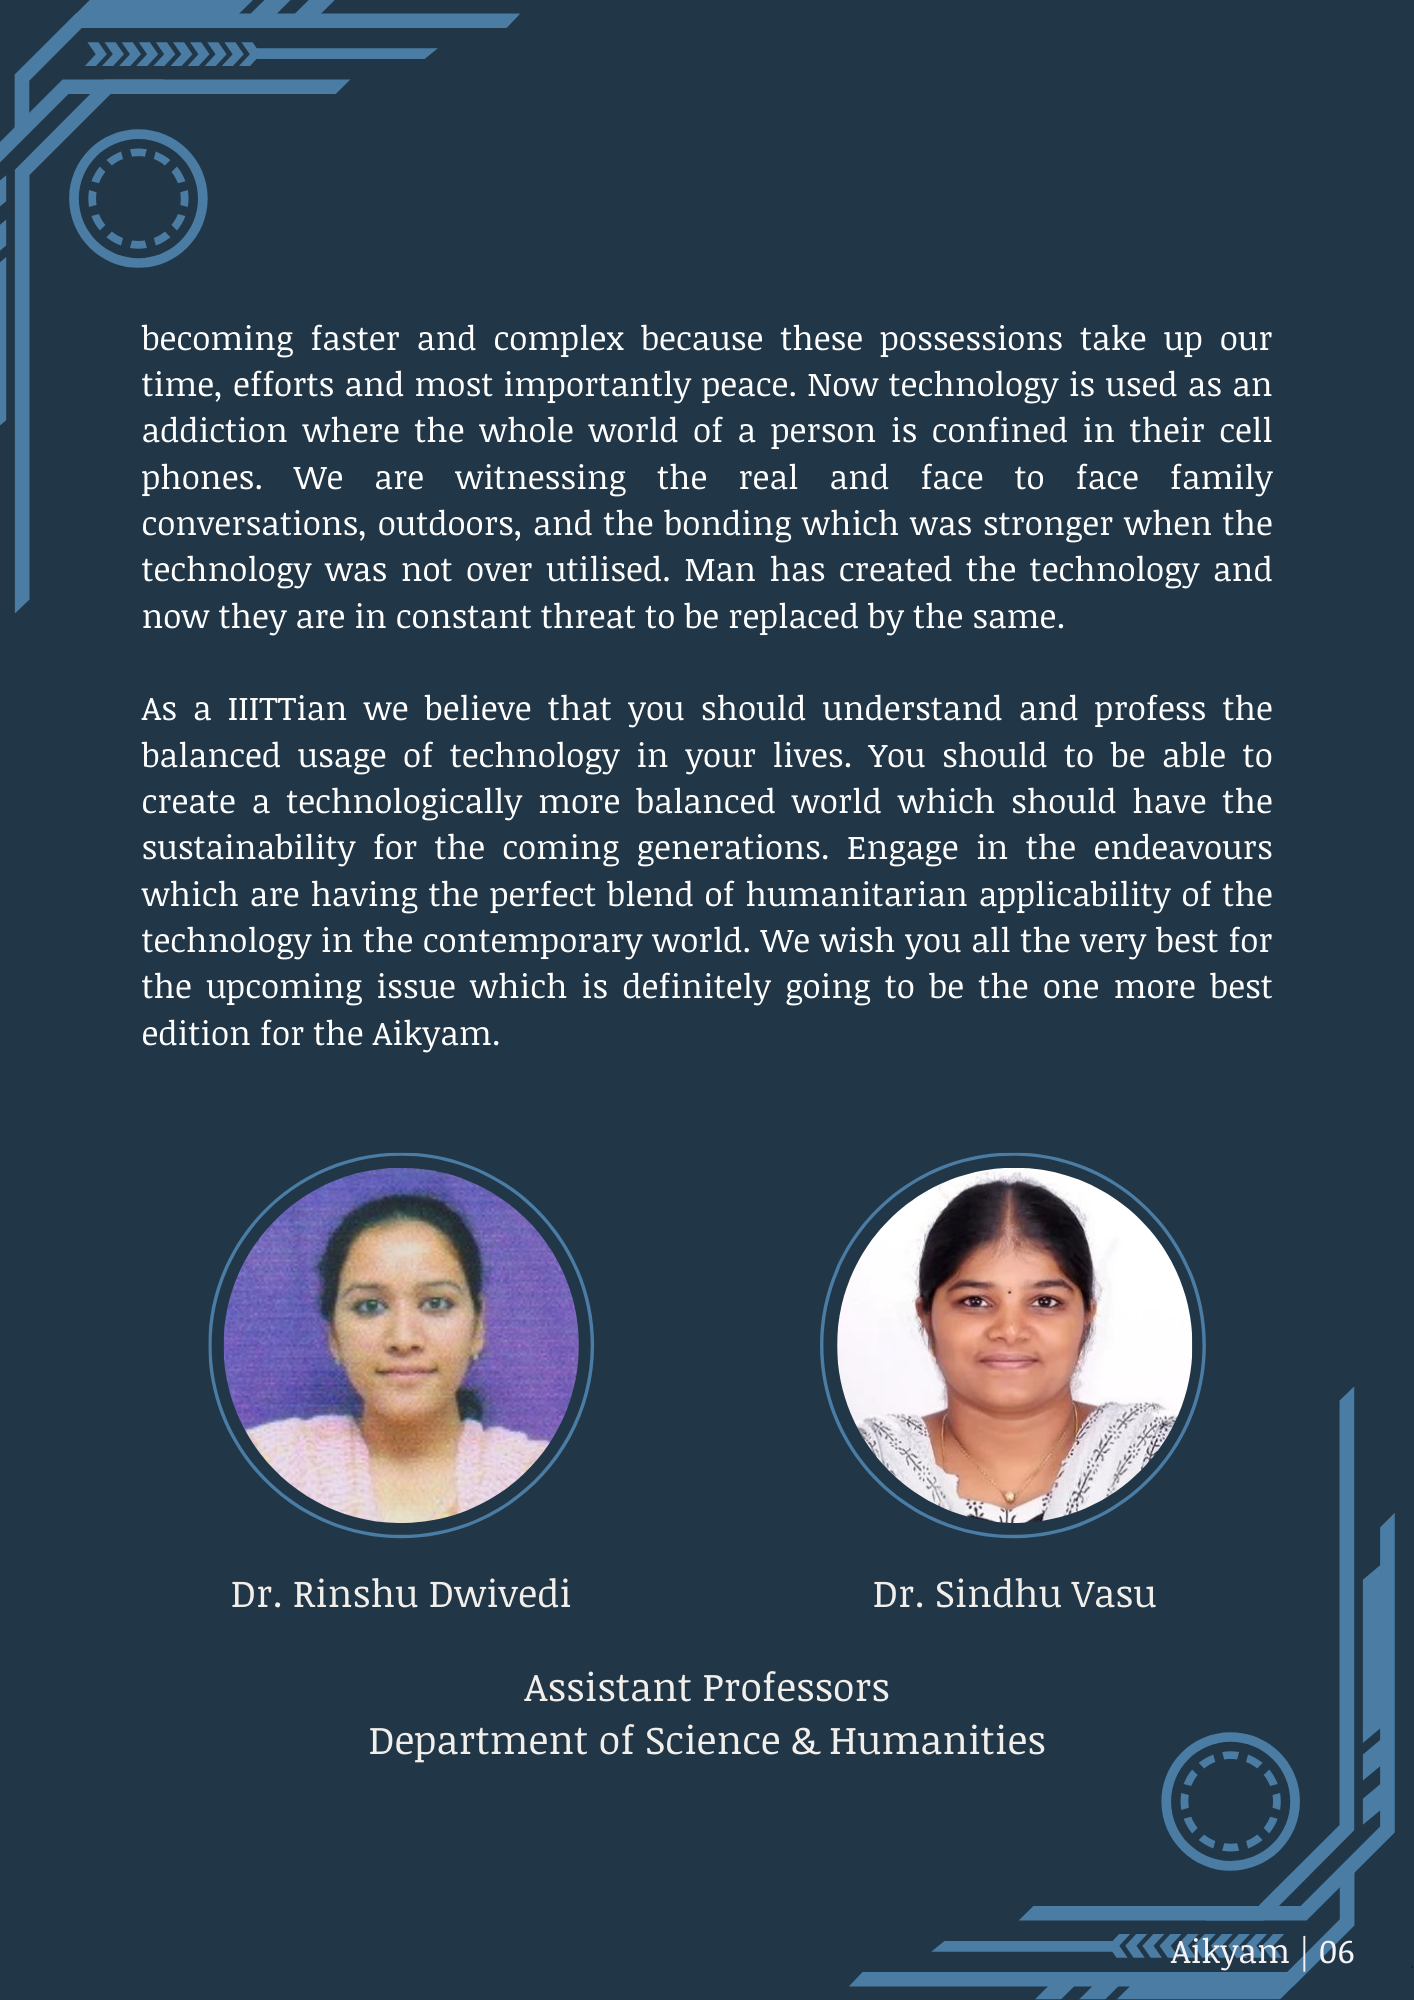 becoming faster and complex because these possessions take up our
time, efforts and most importantly peace. Now technology is used as an
addiction where the whole world of a person is confined in their cell
phones. We are witnessing the real and face to face family
conversations, outdoors, and the bonding which was stronger when the
technology was not over utilised. Man has created the technology and
now they are in constant threat to be replaced by the same.
As a IIITTian we believe that you should understand and profess the
balanced usage of technology in your lives. You should to be able to
create a technologically more balanced world which should have the
sustainability for the coming generations. Engage in the endeavours
which are having the perfect blend of humanitarian applicability of the
technology in the contemporary world. We wish you all the very best for
the upcoming issue which is definitely going to be the one more best
edition for the Aikyam.
Dr. Rinshu Dwivedi
Dr. Sindhu Vasu
Assistant Professors
Department of Science & Humanities
Aikyam | 06